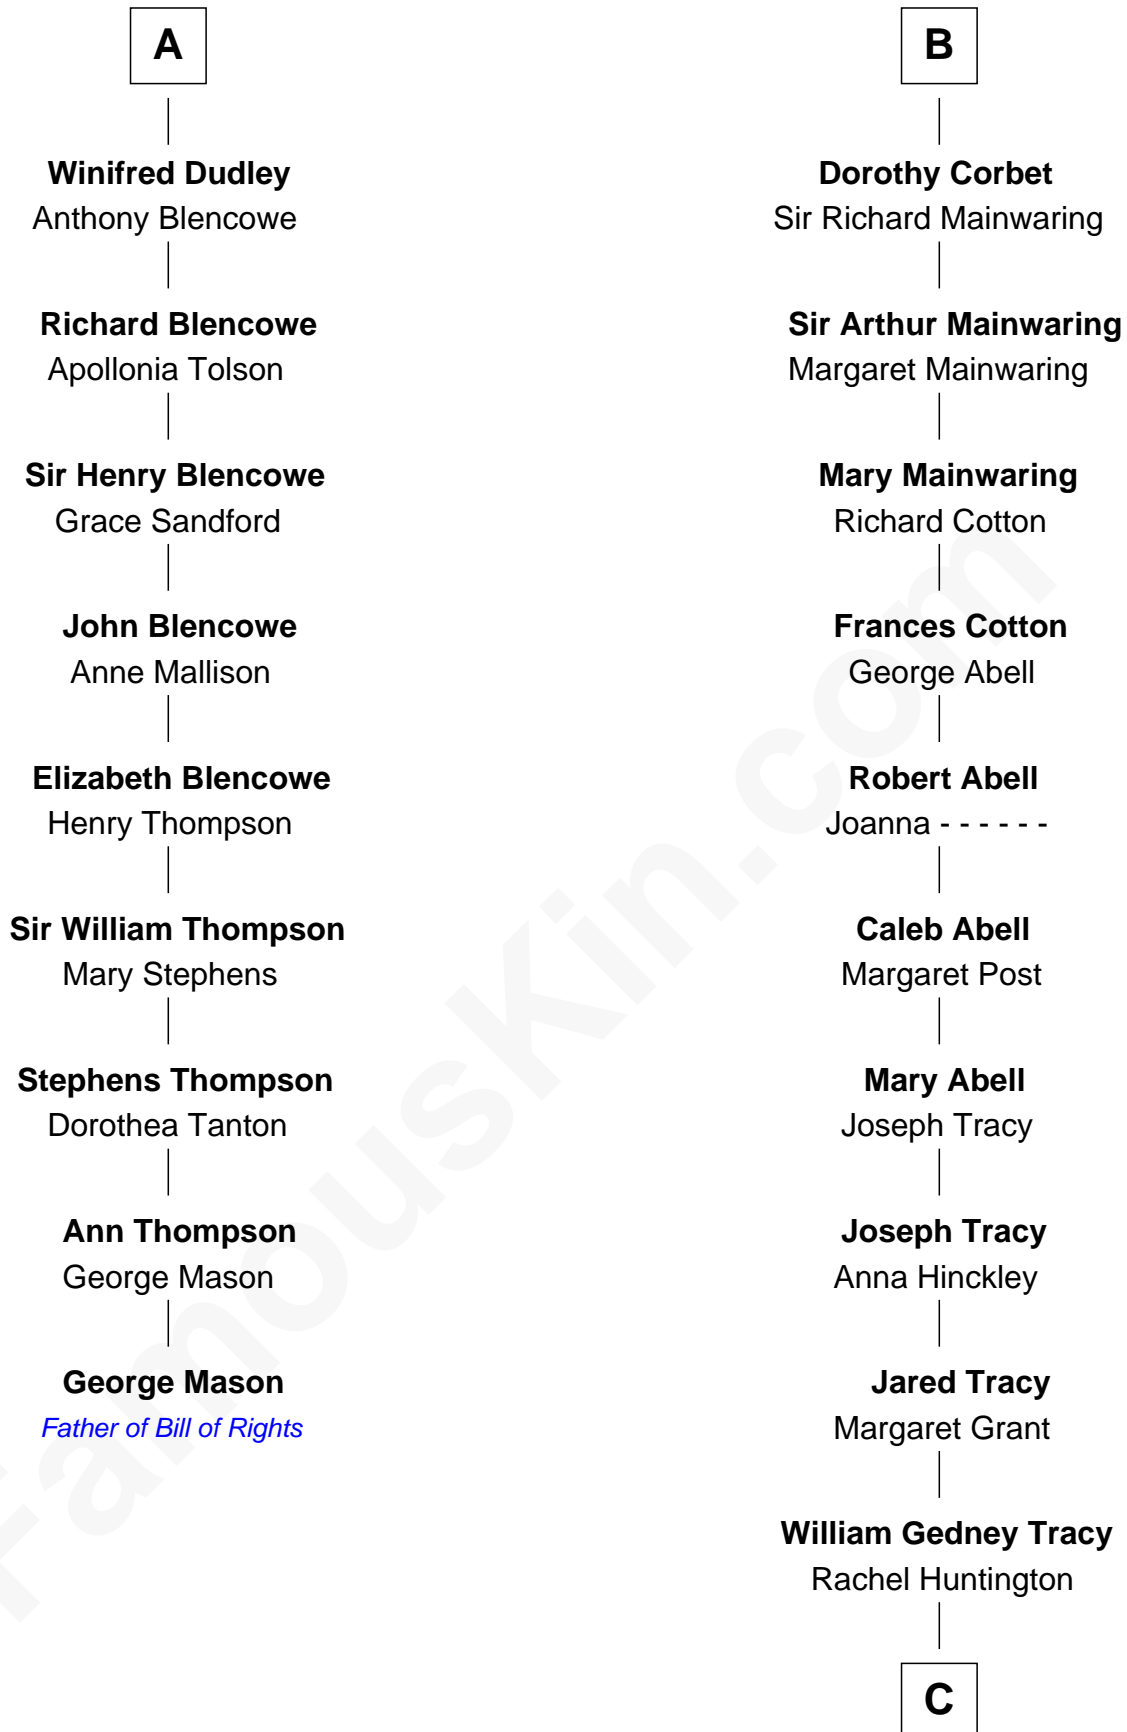 A
Winifred Dudley
Anthony Blencowe
Richard Blencowe
Apollonia Tolson
Sir Henry Blencowe
Grace Sandford
John Blencowe
Anne Mallison
Elizabeth Blencowe
Henry Thompson
Sir William Thompson
Mary Stephens
Stephens Thompson
Dorothea Tanton
Ann Thompson
George Mason
George Mason
Father of Bill of Rights
B
Dorothy Corbet
Sir Richard Mainwaring
Sir Arthur Mainwaring
Margaret Mainwaring
Mary Mainwaring
Richard Cotton
Frances Cotton
George Abell
Robert Abell
Joanna - - - - - -
Caleb Abell
Margaret Post
Mary Abell
Joseph Tracy
Joseph Tracy
Anna Hinckley
Jared Tracy
Margaret Grant
William Gedney Tracy
Rachel Huntington
C
FamousKin.com